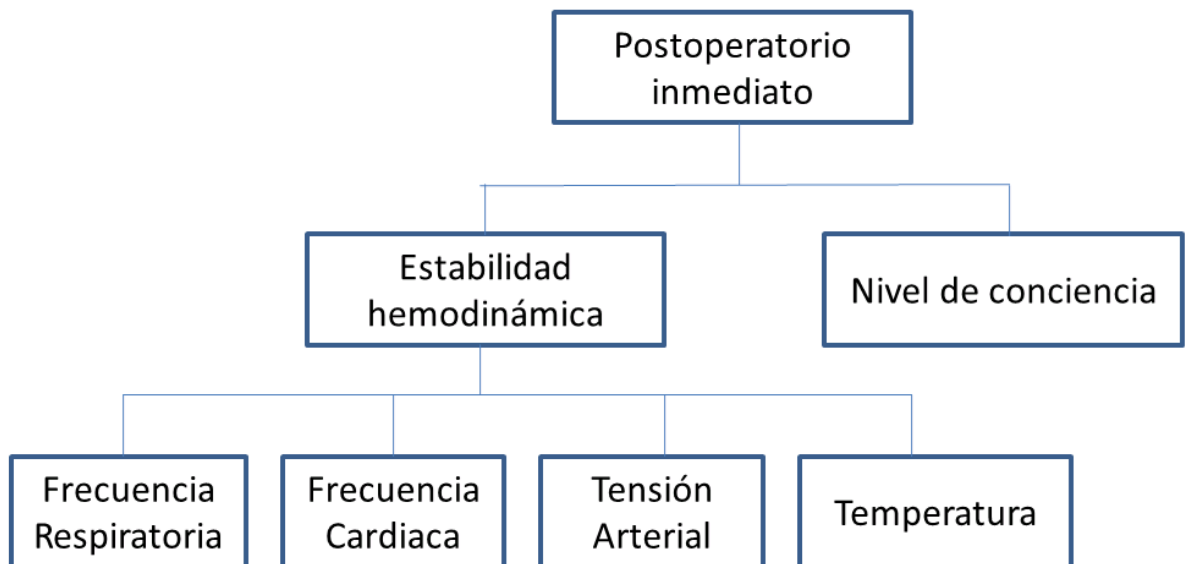 Postoperatorio
inmediato
Estabilidad
hemodinámica
Nivel de conciencia
Frecuencia
Respiratoria
Frecuencia
Cardiaca
Tensión
Arterial
Temperatura